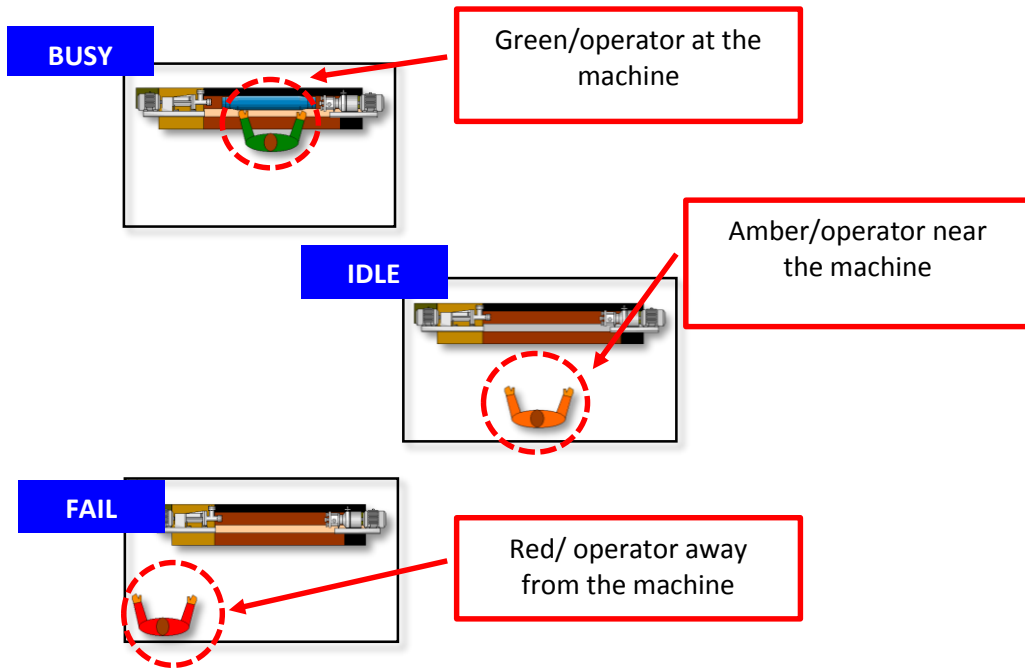 BUSY
Green/operator at the
machine
IDLE
Amber/operator near
the machine
FAIL
Red/ operator away
from the machine